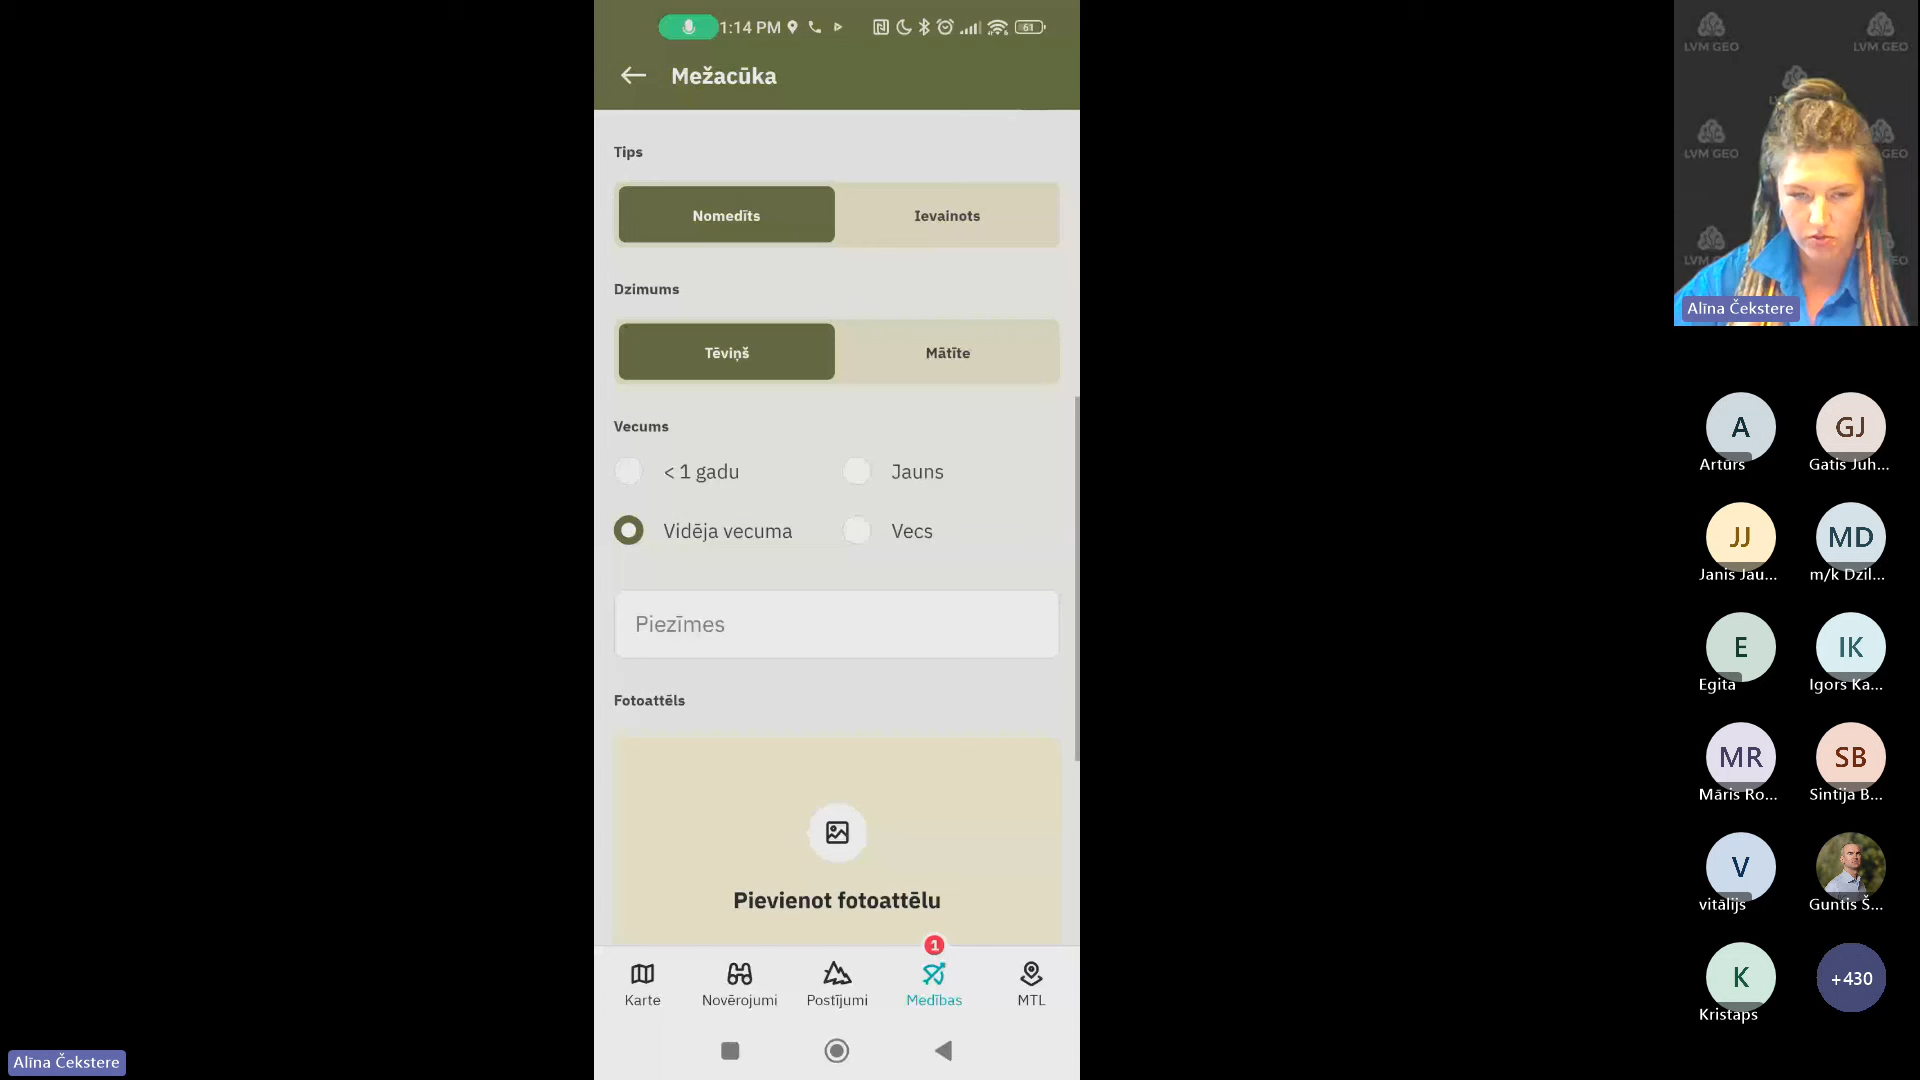 1:14 PM
61
Mežacūka
Tips
Nomedīts
Ievainots
Dzimums
Tēviņš
Mātīte
Vecums
< 1 gadu
Jauns
Vidēja vecuma
Vecs
Piezīmes
Fotoattēls
Pievienot fotoattēlu
1
Karte
Novērojumi
Postījumi
Medības
MTL
Alīna Čekstere
LVM GEO
LVM GEO
LVM GEO
Alīna Čekstere
A
Artūrs
GJ
Gatis Juh...
JJ
Janis Jau...
MD
m/k Dzil...
E
Egita
IK
Igors Ka...
MR
Māris Ro...
SB
Sintija B...
V
vitālijs
Guntis Š...
K
Kristaps
+430